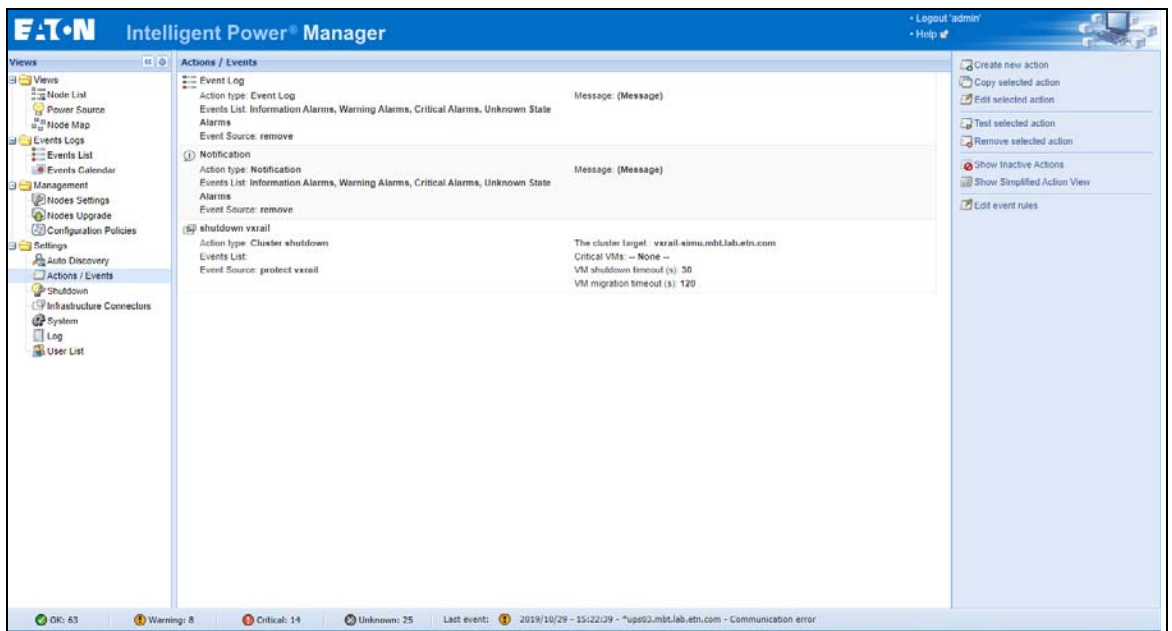 EATON
Intelligent Power® Manager
• Logout 'admin'
• Help
Views
Views
Node List
Power Source
Node Map
Events Logs
Events List
Events Calendar
Management
Nodes Settings
Nodes Upgrade
Configuration Policies
Settings
Auto Discovery
Actions / Events
Shutdown
Infrastructure Connectors
System
Log
User List
Actions / Events
Event Log
Action type: Event Log
Message: {Message}
Events List: Information Alarms, Warning Alarms, Critical Alarms, Unknown State
Alarms
Event Source: remove
Notification
Action type: Notification
Message: {Message}
Events List: Information Alarms, Warning Alarms, Critical Alarms, Unknown State
Alarms
Event Source: remove
shutdown vxrail
Action type: Cluster shutdown
The cluster target : vxrail-simu.mbt.lab.etn.com
Events List:
Critical VMs: -- None --
Event Source: protect vxrail
VM shutdown timeout (s): 30
VM migration timeout (s): 120
Create new action
Copy selected action
Edit selected action
Test selected action
Remove selected action
Show Inactive Actions
Show Simplified Action View
Edit event rules
OK: 63
Warning: 8
Critical: 14
Unknown: 25
Last event: 2019/10/29 - 15:22:39 - "ups03.mbt.lab.etn.com - Communication error